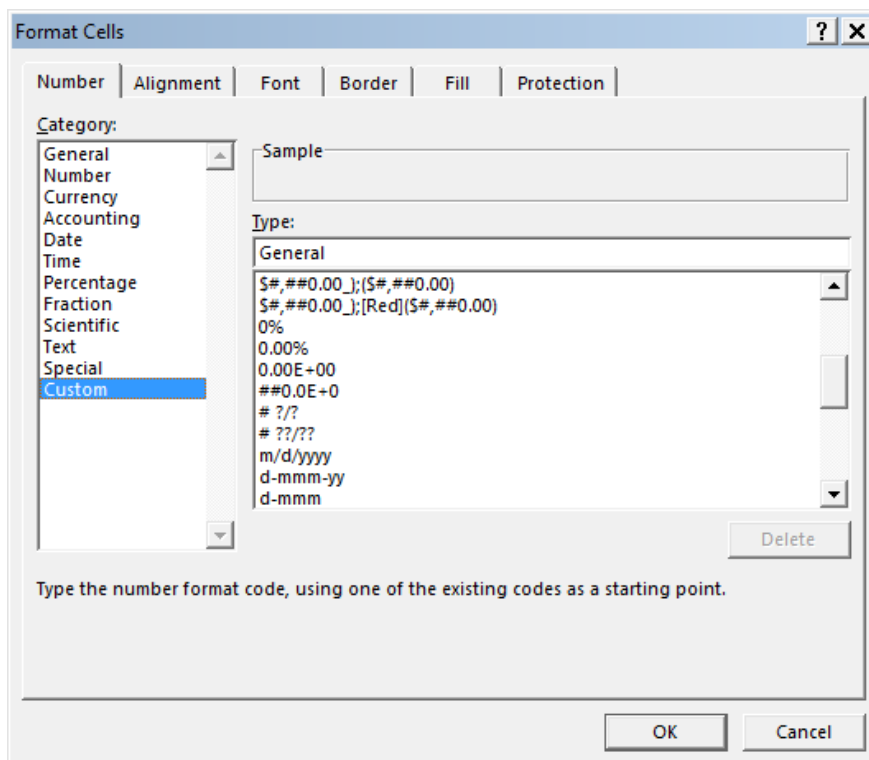 Format Cells
Number Alignment Font Border Fill Protection
Category:
General
Number
Currency
Accounting
Date
Time
Percentage
Fraction
Scientific
Text
Special
Custom
Sample
Type:
General
$#,##0.00_);($#,##0.00)
$#,##0.00_);[Red]($#,##0.00)
0%
0.00%
0.00E+00
##0.0E+0
# ?/?
# ??/??
m/d/yyyy
d-mmm-yy
d-mmm
Delete
Type the number format code, using one of the existing codes as a starting point.
OK Cancel